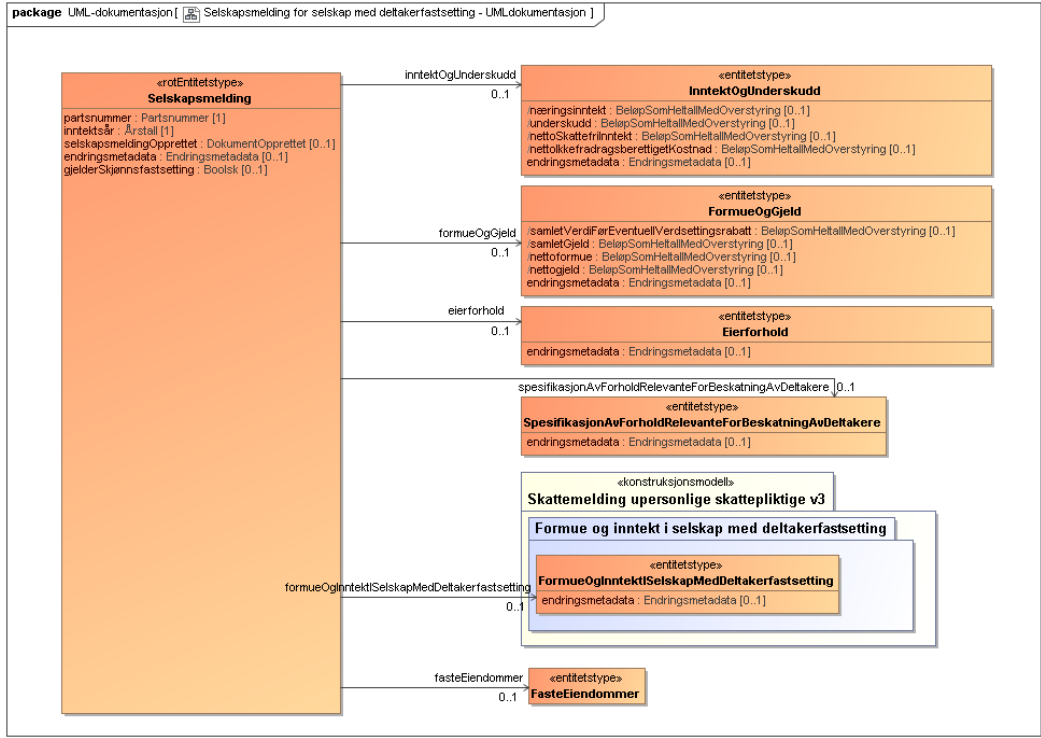 package UML-dokumentasjon [ Selskapsmelding for selskap med deltakerfastsetting - UMLdokumentasjon ]
«rotEntitetstype»
Selskapsmelding
partsnummer : Partsnummer [1]
inntektsår : Årstall [1]
selskapsmeldingOpprettet : DokumentOpprettet [0..1]
endringsmetadata : Endringsmetadata [0..1]
gjelderSkjønnsfastsetting : Boolsk [0..1]
inntektOgUnderskudd
0..1
«entitetstype»
InntektOgUnderskudd
/næringsinntekt : BeløpSomHeltallMedOverstyring [0..1]
/underskudd : BeløpSomHeltallMedOverstyring [0..1]
/nettoSkattefriInntekt : BeløpSomHeltallMedOverstyring [0..1]
/nettoIkkefradragsberettigetKostnad : BeløpSomHeltallMedOverstyring [0..1]
endringsmetadata : Endringsmetadata [0..1]
formueOgGjeld
0..1
«entitetstype»
FormueOgGjeld
/samletVerdiFørEventuellVerdsettingsrabatt : BeløpSomHeltallMedOverstyring [0..1]
/samletGjeld : BeløpSomHeltallMedOverstyring [0..1]
/nettoformue : BeløpSomHeltallMedOverstyring [0..1]
/nettogjeld : BeløpSomHeltallMedOverstyring [0..1]
endringsmetadata : Endringsmetadata [0..1]
eierforhold
0..1
«entitetstype»
Eierforhold
endringsmetadata : Endringsmetadata [0..1]
spesifikasjonAvForholdRelevanteForBeskatningAvDeltakere 0..1
«entitetstype»
SpesifikasjonAvForholdRelevanteForBeskatningAvDeltakere
endringsmetadata : Endringsmetadata [0..1]
«konstruksjonsmodell»
Skattemelding upersonlige skattepliktige v3
Formue og inntekt i selskap med deltakerfastsetting
formueOgInntektISelskapMedDeltakerfastsetting
0..1
«entitetstype»
FormueOgInntektISelskapMedDeltakerfastsetting
endringsmetadata : Endringsmetadata [0..1]
fasteEiendommer
0..1
«entitetstype»
FasteEiendommer